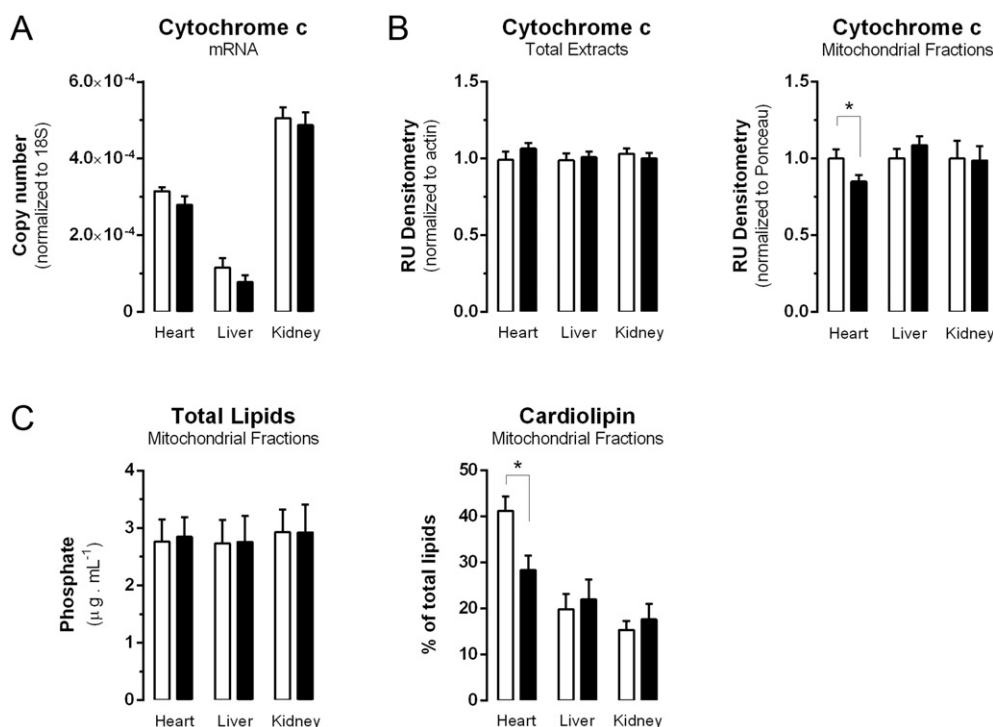 A
Cytochrome c
mRNA
Copy number
(normalized to 18S)
6.0×10⁻⁴
4.0×10⁻⁴
2.0×10⁻⁴
0
Heart Liver Kidney
B
Cytochrome c
Total Extracts
RU Densitometry
(normalized to actin)
1.5
1.0
0.5
0.0
Heart Liver Kidney
Cytochrome c
Mitochondrial Fractions
RU Densitometry
(normalized to Ponceau)
1.5
1.0
0.5
0.0
*
Heart Liver Kidney
C
Total Lipids
Mitochondrial Fractions
Phosphate
(µg . mL⁻¹)
4
3
2
1
0
Heart Liver Kidney
Cardiolipin
Mitochondrial Fractions
% of total lipids
50
40
30
20
10
0
*
Heart Liver Kidney